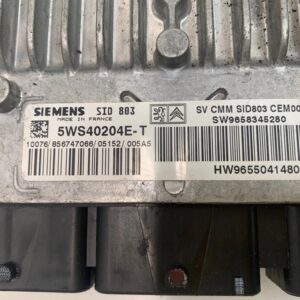 SIEMENS SID 803
MADE IN FRANCE
5WS40204E-T
10076/856747066/05152/005A5
SV CMM SID803 CEM00
SW9658345280
HW9655041480